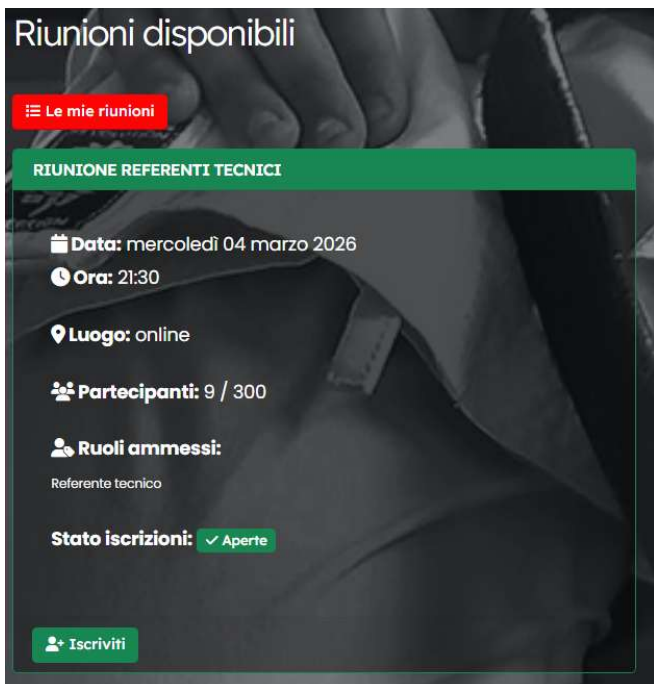 Riunioni disponibili
Le mie riunioni
RIUNIONE REFERENTI TECNICI
Data: mercoledì 04 marzo 2026
Ora: 21:30
Luogo: online
Partecipanti: 9 / 300
Ruoli ammessi:
Referente tecnico
Stato iscrizioni: Aperte
Iscriviti